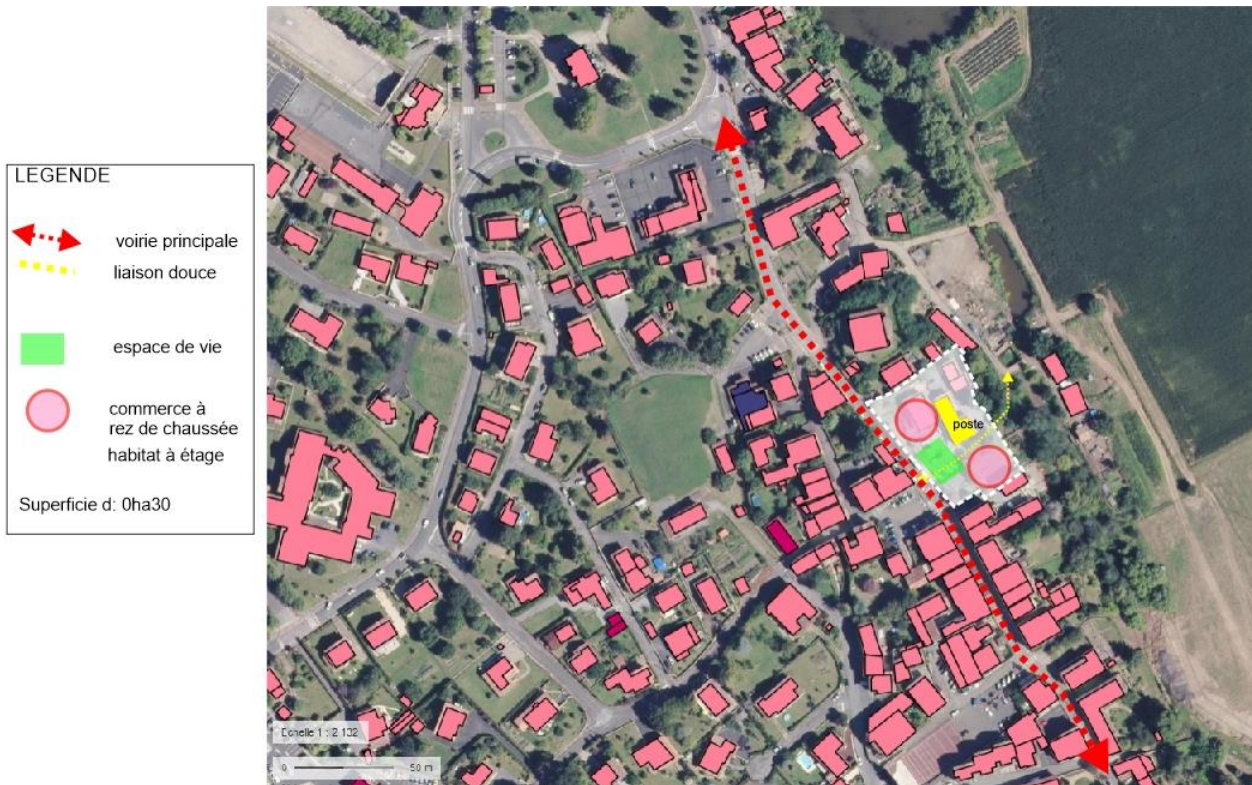 LEGENDE
voirie principale
liaison douce
espace de vie
commerce à
rez de chaussée
habitat à étage
Superficie d: 0ha30
poste
Echelle 1 : 2 132
0
50 m